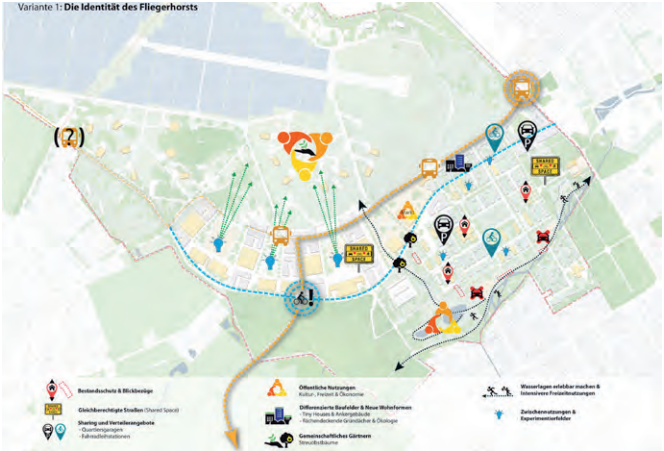 Variante 1: Die Identität des Fliegerhorsts
(?)
P
SHARED
SPACE
P
SHARED
SPACE
!
Bestandsschutz & Blickbezüge
Gleichberechtigte Straßen (Shared Space)
Sharing und Verteilerangebote
- Quartiersgaragen
- Fahrradleihstationen
Öffentliche Nutzungen
Kultur, Freizeit & Ökonomie
Differenzierte Baufelder & Neue Wohnformen
- Tiny Houses & Ankergebäude
- Flächendeckende Gründächer & Ökologie
Gemeinschaftliches Gärtnern
Streuobstbäume
Wasserlagen erlebbar machen &
Intensivere Freizeitnutzungen
Zwischennutzungen &
Experimentierfelder